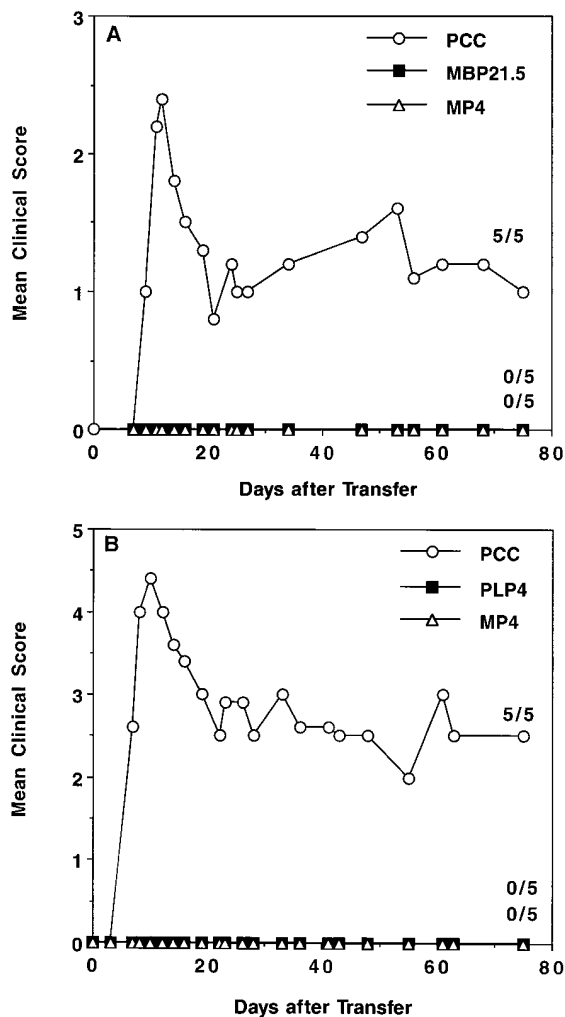 A
PCC
MBP21.5
MP4
3
2
1
0
Mean Clinical Score
5/5
0/5
0/5
0 20 40 60 80
Days after Transfer
B
PCC
PLP4
MP4
5
4
3
2
1
0
Mean Clinical Score
5/5
0/5
0/5
0 20 40 60 80
Days after Transfer